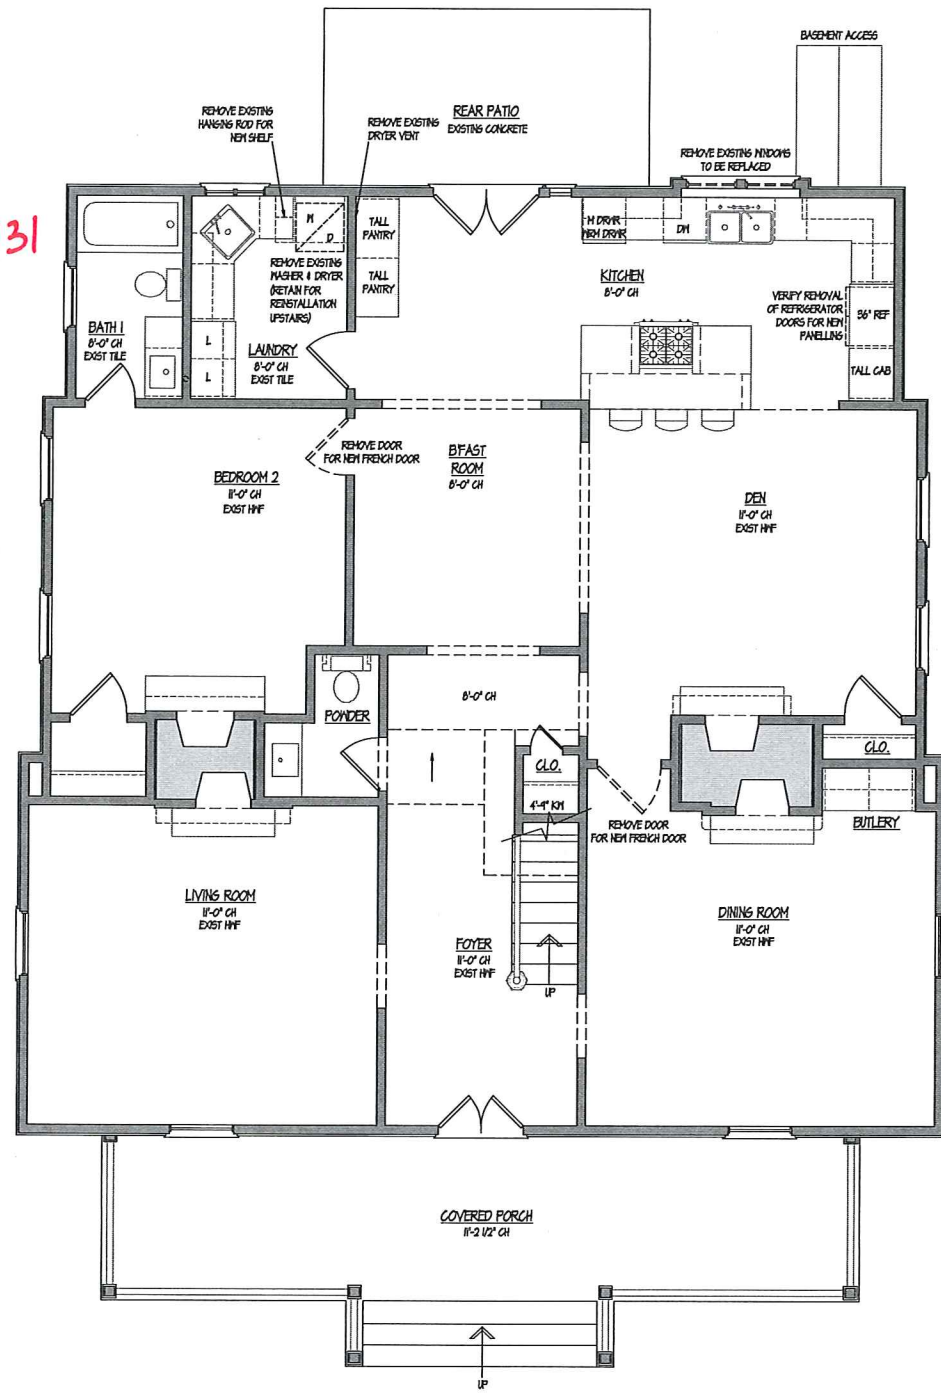 BASEMENT ACCESS
REAR PATIO
EXISTING CONCRETE
REMOVE EXISTING
HANGING ROD FOR
NEW SHELF
REMOVE EXISTING
DRYER VENT
REMOVE EXISTING WINDOWS
TO BE REPLACED
31
W
D
TALL
PANTRY
TALL
PANTRY
REMOVE EXISTING
WASHER & DRYER
(RETAIN FOR
REINSTALLATION
UPSTAIRS)
W DRWR
WRM DRWR
DW
KITCHEN
8'-0" CH
VERIFY REMOVAL
OF REFRIGERATOR
DOORS FOR NEW
PANELLING
36" REF
TALL CAB
BATH 1
8'-0" CH
EXIST TILE
L
L
LAUNDRY
8'-0" CH
EXIST TILE
REMOVE DOOR
FOR NEW FRENCH DOOR
BEDROOM 2
11'-0" CH
EXIST HWF
B'FAST
ROOM
8'-0" CH
DEN
11'-0" CH
EXIST HWF
POWDER
8'-0" CH
CLO.
4'-9" KW
CLO.
REMOVE DOOR
FOR NEW FRENCH DOOR
BUTLERY
LIVING ROOM
11'-0" CH
EXIST HWF
FOYER
11'-0" CH
EXIST HWF
UP
DINING ROOM
11'-0" CH
EXIST HWF
COVERED PORCH
11'-2 1/2" CH
UP